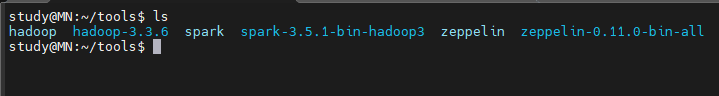 study@MN:~/tools$ ls
hadoop hadoop-3.3.6 spark spark-3.5.1-bin-hadoop3 zeppelin zeppelin-0.11.0-bin-all
study@MN:~/tools$